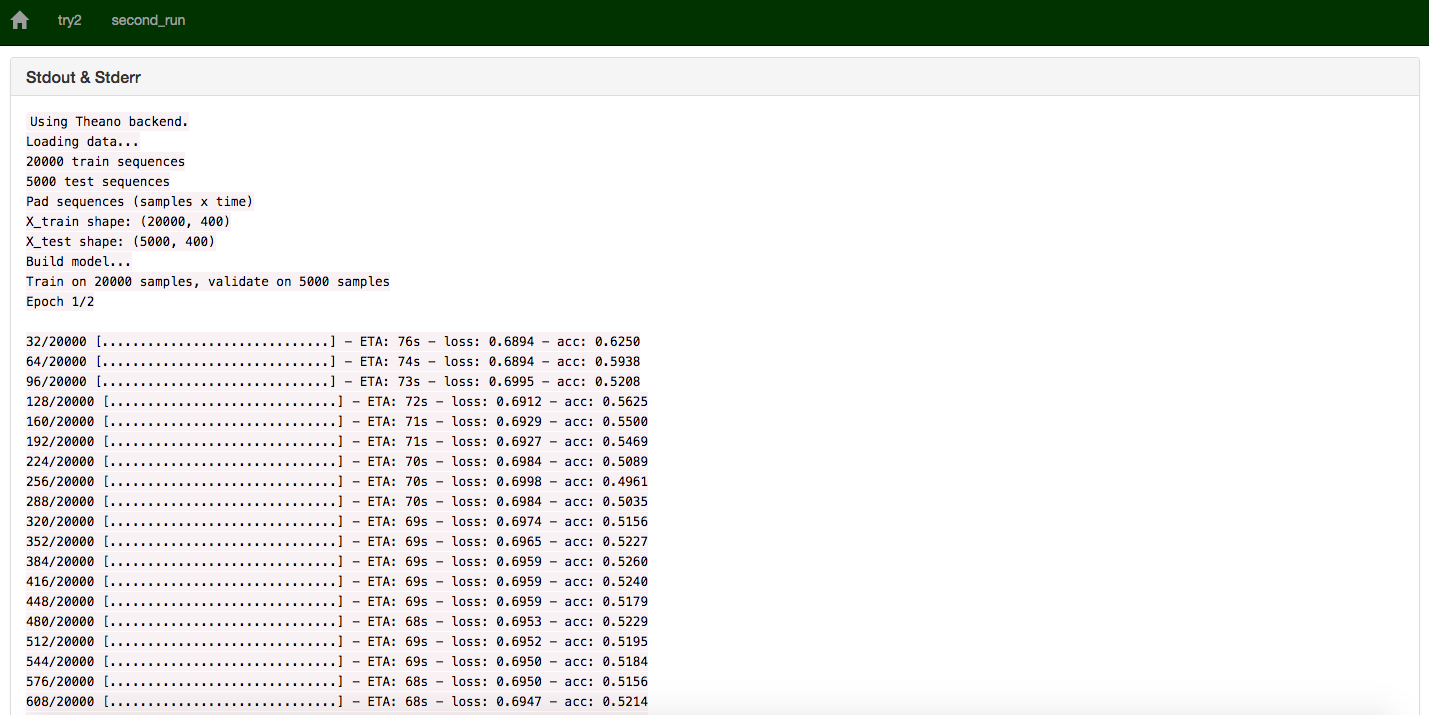 try2 second_run
Stdout & Stderr
Using Theano backend.
Loading data...
20000 train sequences
5000 test sequences
Pad sequences (samples x time)
X_train shape: (20000, 400)
X_test shape: (5000, 400)
Build model...
Train on 20000 samples, validate on 5000 samples
Epoch 1/2
32/20000 [..............................] - ETA: 76s - loss: 0.6894 - acc: 0.6250
64/20000 [..............................] - ETA: 74s - loss: 0.6894 - acc: 0.5938
96/20000 [..............................] - ETA: 73s - loss: 0.6995 - acc: 0.5208
128/20000 [..............................] - ETA: 72s - loss: 0.6912 - acc: 0.5625
160/20000 [..............................] - ETA: 71s - loss: 0.6929 - acc: 0.5500
192/20000 [..............................] - ETA: 71s - loss: 0.6927 - acc: 0.5469
224/20000 [..............................] - ETA: 70s - loss: 0.6984 - acc: 0.5089
256/20000 [..............................] - ETA: 70s - loss: 0.6998 - acc: 0.4961
288/20000 [..............................] - ETA: 70s - loss: 0.6984 - acc: 0.5035
320/20000 [..............................] - ETA: 69s - loss: 0.6974 - acc: 0.5156
352/20000 [..............................] - ETA: 69s - loss: 0.6965 - acc: 0.5227
384/20000 [..............................] - ETA: 69s - loss: 0.6959 - acc: 0.5260
416/20000 [..............................] - ETA: 69s - loss: 0.6959 - acc: 0.5240
448/20000 [..............................] - ETA: 69s - loss: 0.6959 - acc: 0.5179
480/20000 [..............................] - ETA: 68s - loss: 0.6953 - acc: 0.5229
512/20000 [..............................] - ETA: 69s - loss: 0.6952 - acc: 0.5195
544/20000 [..............................] - ETA: 69s - loss: 0.6950 - acc: 0.5184
576/20000 [..............................] - ETA: 68s - loss: 0.6950 - acc: 0.5156
608/20000 [..............................] - ETA: 68s - loss: 0.6947 - acc: 0.5214